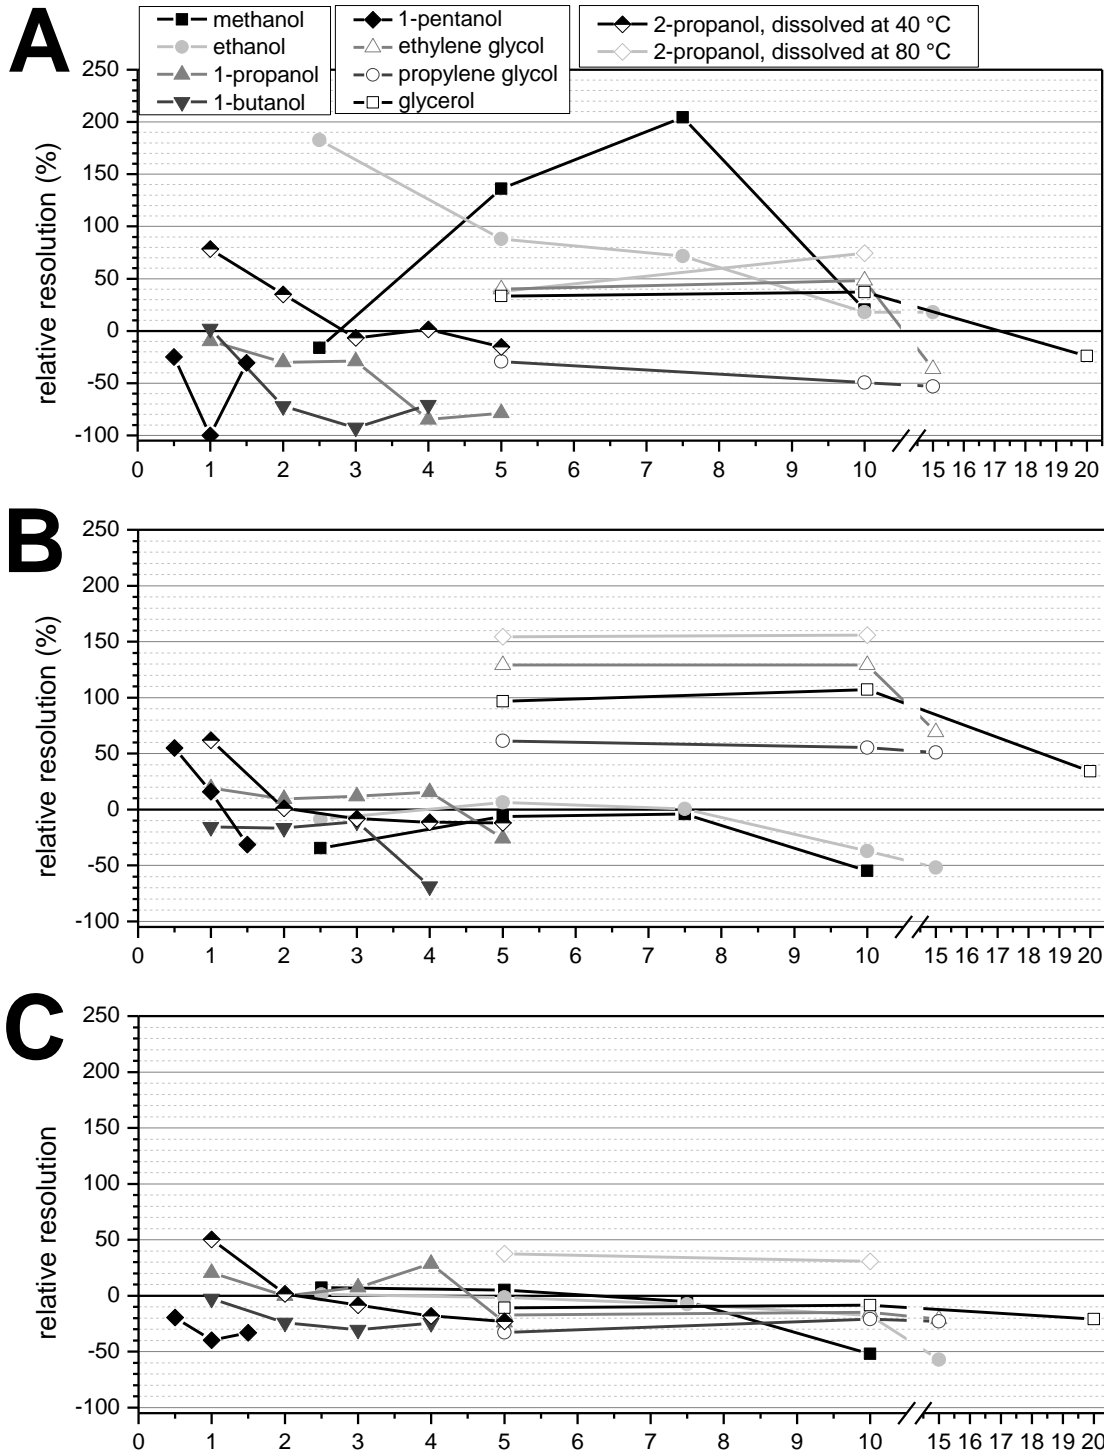 A
methanol
ethanol
1-propanol
1-butanol
1-pentanol
ethylene glycol
propylene glycol
glycerol
2-propanol, dissolved at 40 °C
2-propanol, dissolved at 80 °C
relative resolution (%)
250
200
150
100
50
0
-50
-100
0 1 2 3 4 5 6 7 8 9 10 15 16 17 18 19 20
B
relative resolution (%)
250
200
150
100
50
0
-50
-100
0 1 2 3 4 5 6 7 8 9 10 15 16 17 18 19 20
C
relative resolution
250
200
150
100
50
0
-50
-100
0 1 2 3 4 5 6 7 8 9 10 15 16 17 18 19 20